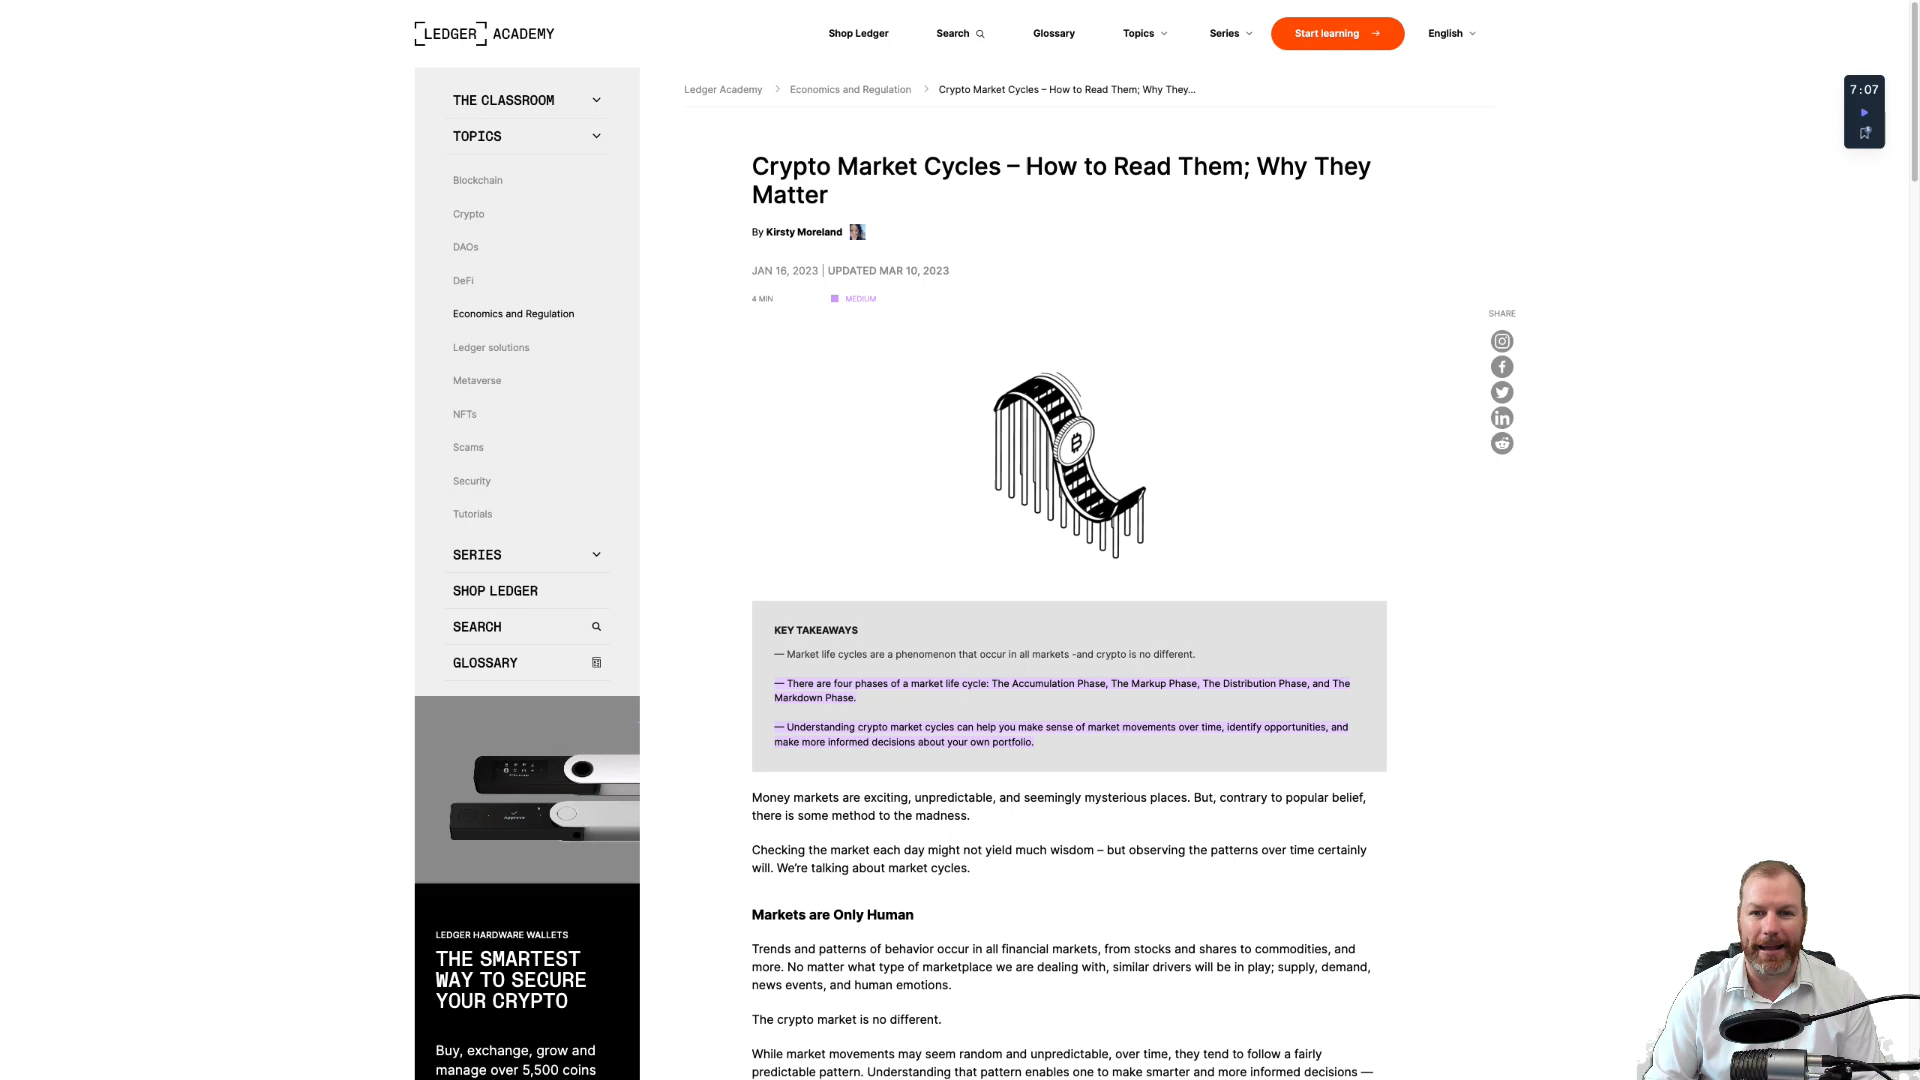 LEDGER ACADEMY
Shop Ledger
Search
Glossary
Topics
Series
Start learning
English
THE CLASSROOM
TOPICS
Blockchain
Crypto
DAOs
DeFi
Economics and Regulation
Ledger solutions
Metaverse
NFTs
Scams
Security
Tutorials
SERIES
SHOP LEDGER
SEARCH
GLOSSARY
LEDGER HARDWARE WALLETS
THE SMARTEST
WAY TO SECURE
YOUR CRYPTO
Buy, exchange, grow and
manage over 5,500 coins
Ledger Academy
Economics and Regulation
Crypto Market Cycles – How to Read Them; Why They...
7:07
Crypto Market Cycles – How to Read Them; Why They
Matter
By Kirsty Moreland
JAN 16, 2023 | UPDATED MAR 10, 2023
4 MIN
MEDIUM
SHARE
KEY TAKEAWAYS
— Market life cycles are a phenomenon that occur in all markets -and crypto is no different.
— There are four phases of a market life cycle: The Accumulation Phase, The Markup Phase, The Distribution Phase, and The
Markdown Phase.
— Understanding crypto market cycles can help you make sense of market movements over time, identify opportunities, and
make more informed decisions about your own portfolio.
Money markets are exciting, unpredictable, and seemingly mysterious places. But, contrary to popular belief,
there is some method to the madness.
Checking the market each day might not yield much wisdom – but observing the patterns over time certainly
will. We're talking about market cycles.
Markets are Only Human
Trends and patterns of behavior occur in all financial markets, from stocks and shares to commodities, and
more. No matter what type of marketplace we are dealing with, similar drivers will be in play; supply, demand,
news events, and human emotions.
The crypto market is no different.
While market movements may seem random and unpredictable, over time, they tend to follow a fairly
predictable pattern. Understanding that pattern enables one to make smarter and more informed decisions —